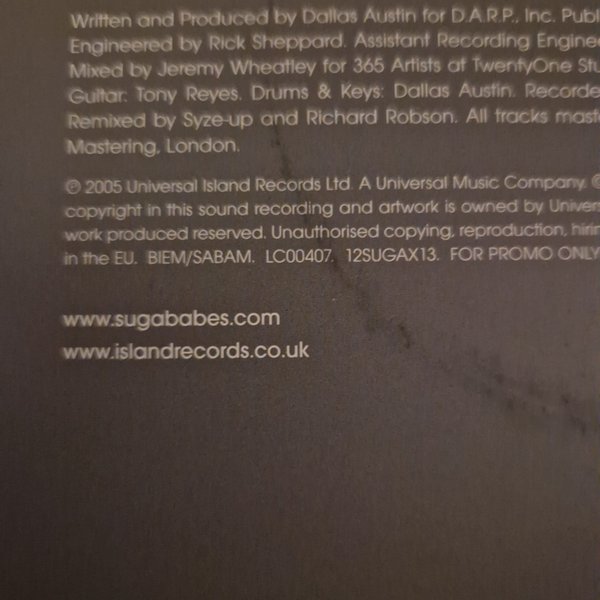 Written and Produced by Dallas Austin for D.A.R.P., Inc. Publ
Engineered by Rick Sheppard. Assistant Recording Enginee
Mixed by Jeremy Wheatley for 365 Artists at TwentyOne Stu
Guitar: Tony Reyes. Drums & Keys: Dallas Austin. Recorde
Remixed by Syze-up and Richard Robson. All tracks mast
Mastering, London.
℗ 2005 Universal Island Records Ltd. A Universal Music Company. ©
copyright in this sound recording and artwork is owned by Univers
work produced reserved. Unauthorised copying, reproduction, hirin
in the EU. BIEM/SABAM. LC00407. 12SUGAX13. FOR PROMO ONLY
www.sugababes.com
www.islandrecords.co.uk